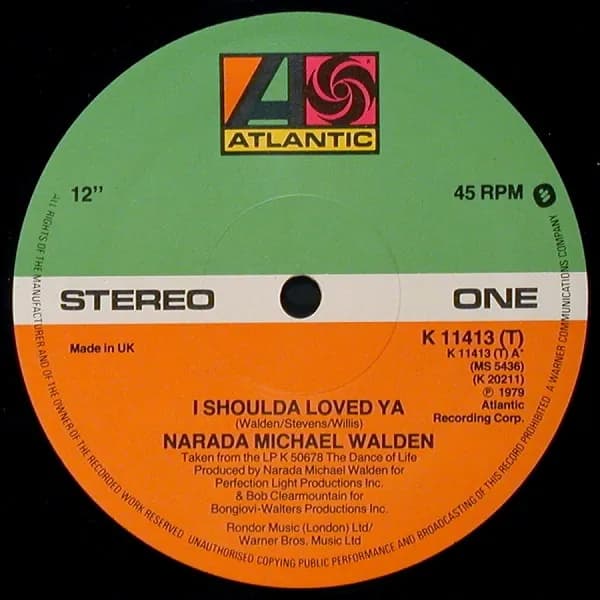 ATLANTIC
12"
45 RPM
STEREO
ONE
Made in UK
K 11413 (T)
K 11413 (T) A*
(MS 5436)
(K 20211)
℗ 1979
Atlantic
Recording Corp.
I SHOULDA LOVED YA
(Walden/Stevens/Willis)
NARADA MICHAEL WALDEN
Taken from the LP K 50678 The Dance of Life
Produced by Narada Michael Walden for
Perfection Light Productions Inc.
& Bob Clearmountain for
Bongiovi-Walters Productions Inc.
Rondor Music (London) Ltd/
Warner Bros. Music Ltd
ALL RIGHTS OF THE MANUFACTURER AND OF THE OWNER OF THE RECORDED WORK RESERVED. UNAUTHORISED COPYING PUBLIC PERFORMANCE AND BROADCASTING OF THIS RECORD PROHIBITED. A WARNER COMMUNICATIONS COMPANY